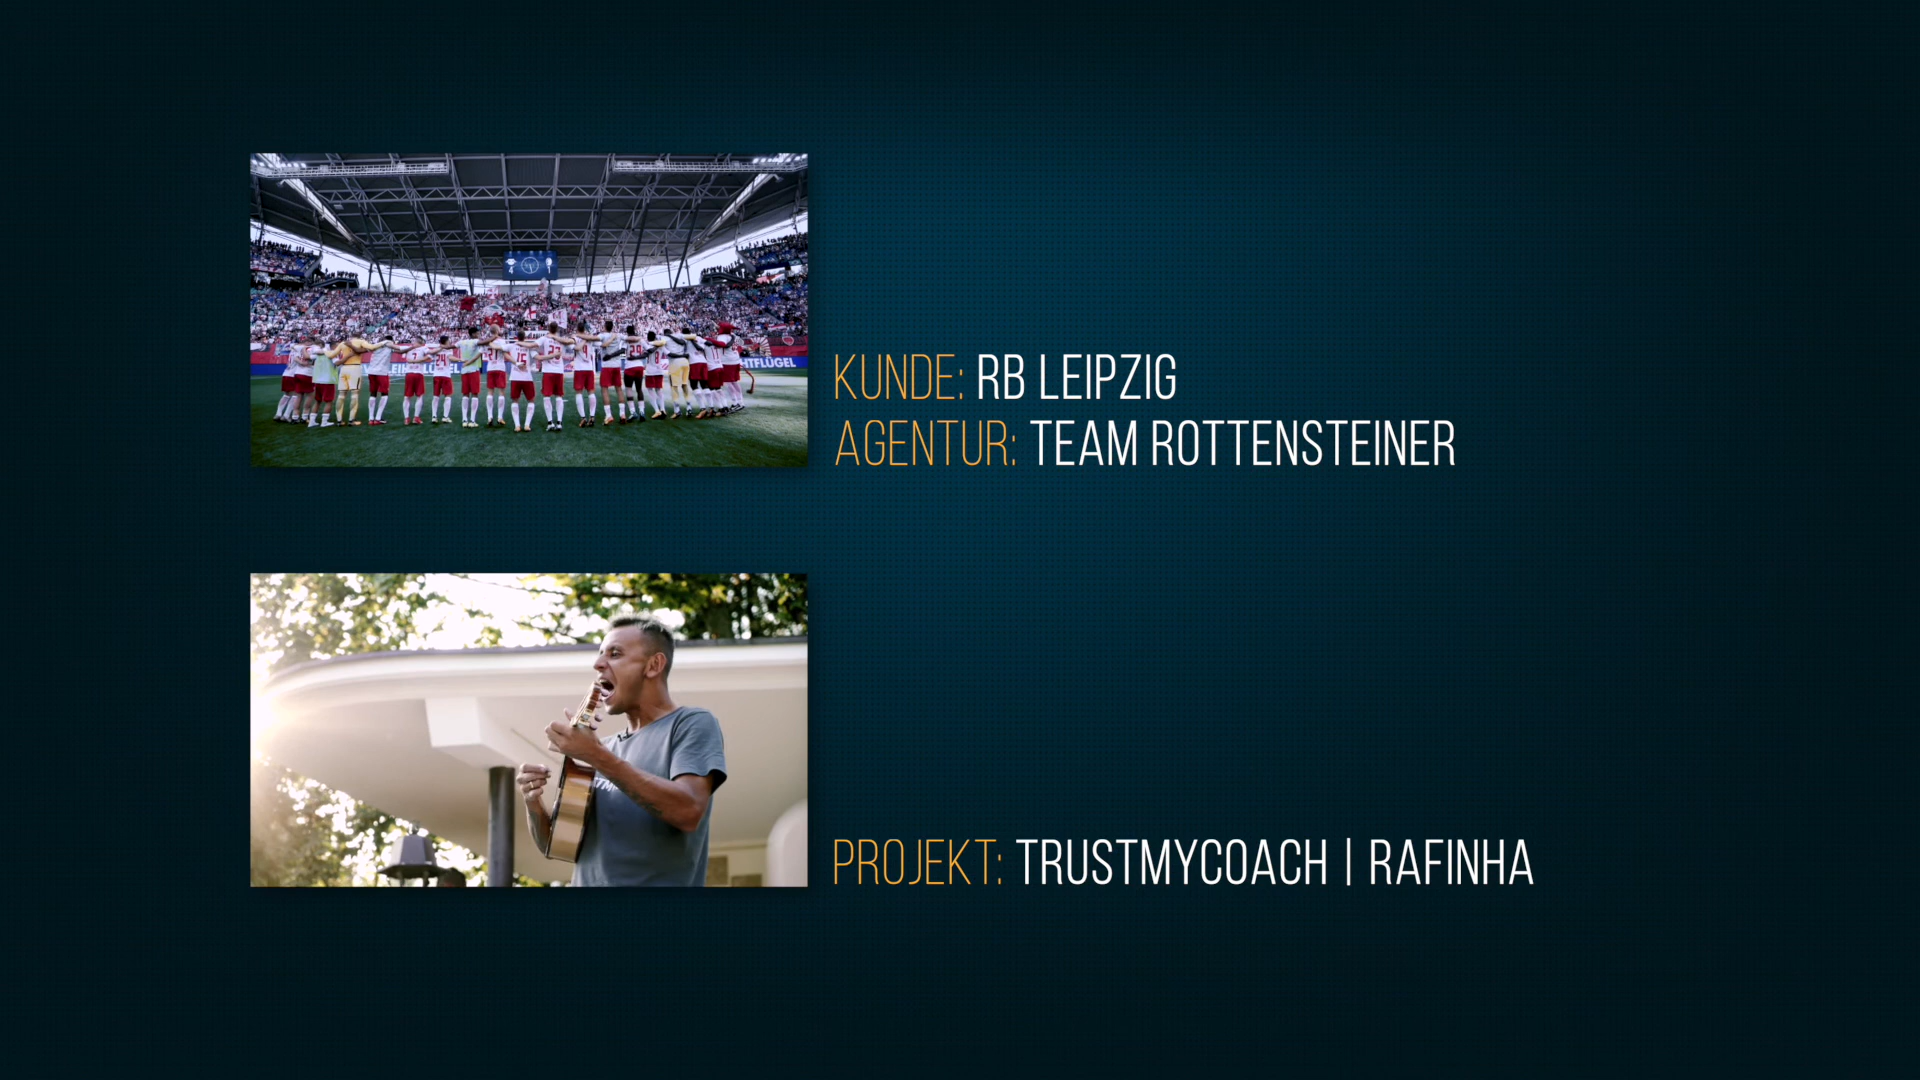 KUNDE: RB LEIPZIG
AGENTUR: TEAM ROTTENSTEINER
PROJEKT: TRUSTMYCOACH | RAFINHA